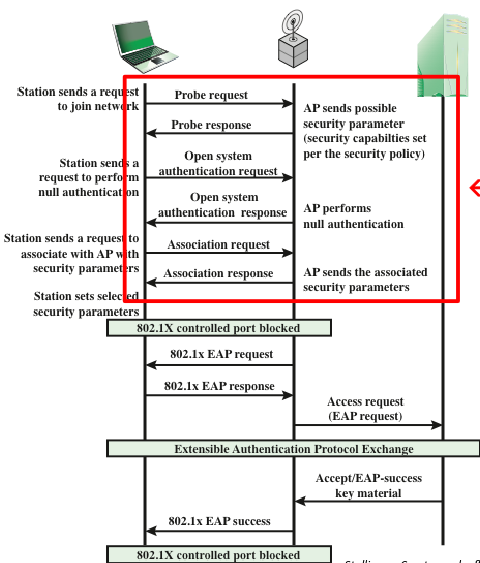 Station sends a request
to join network
Probe request
Probe response
AP sends possible
security parameter
(security capabilties set
per the security policy)
Station sends a
request to perform
null authentication
Open system
authentication request
Open system
authentication response
AP performs
null authentication
Station sends a request to
associate with AP with
security parameters
Association request
Association response
AP sends the associated
security parameters
Station sets selected
security parameters
802.1X controlled port blocked
802.1x EAP request
802.1x EAP response
Access request
(EAP request)
Extensible Authentication Protocol Exchange
Accept/EAP-success
key material
802.1x EAP success
802.1X controlled port blocked